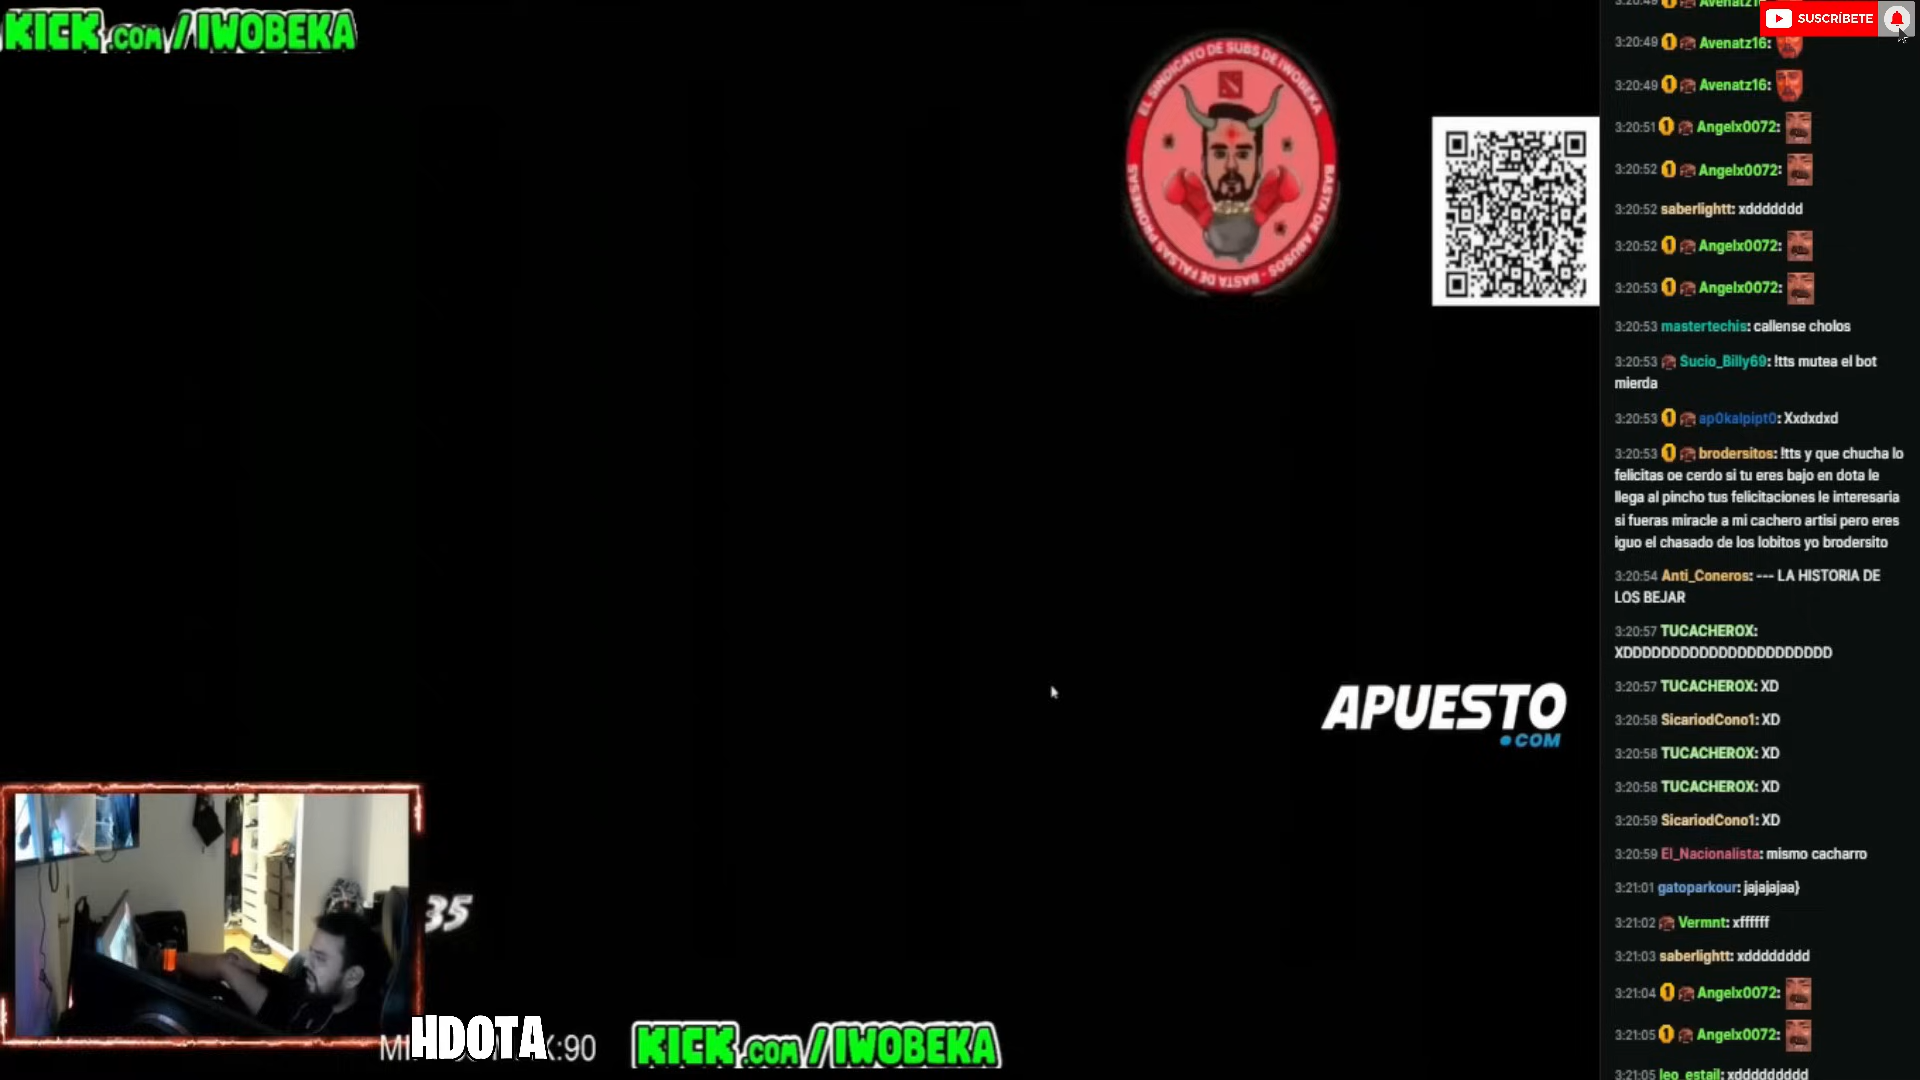 KICK.com/IWOBEKA
EL SINDICATO DE SUBS DE IWOBEKA
BASTA DE ABUSOS - BASTA DE FALSAS PROMESAS
APUESTO
.COM
35
HDOTA
:90
KICK.com/IWOBEKA
SUSCRÍBETE
3:20:49 Avenatz16:
3:20:49 Avenatz16:
3:20:51 Angelx0072:
3:20:52 Angelx0072:
3:20:52 saberlightt: xddddddd
3:20:52 Angelx0072:
3:20:53 Angelx0072:
3:20:53 mastertechis: callense cholos
3:20:53 Sucio_Billy69: !tts mutea el bot
mierda
3:20:53 ap0kalpipt0: Xxdxdxd
3:20:53 brodersitos: !tts y que chucha lo
felicitas oe cerdo si tu eres bajo en dota le
llega al pincho tus felicitaciones le interesaria
si fueras miracle a mi cachero artisi pero eres
iguo el chasado de los lobitos yo brodersito
3:20:54 Anti_Coneros: --- LA HISTORIA DE
LOS BEJAR
3:20:57 TUCACHEROX:
XDDDDDDDDDDDDDDDDDDDDDD
3:20:57 TUCACHEROX: XD
3:20:58 SicariodCono1: XD
3:20:58 TUCACHEROX: XD
3:20:58 TUCACHEROX: XD
3:20:59 SicariodCono1: XD
3:20:59 El_Nacionalista: mismo cacharro
3:21:01 gatoparkour: jajajajaa}
3:21:02 Vermnt: xffffff
3:21:03 saberlightt: xdddddddd
3:21:04 Angelx0072:
3:21:05 Angelx0072:
3:21:05 leo_estail: xddddddddd